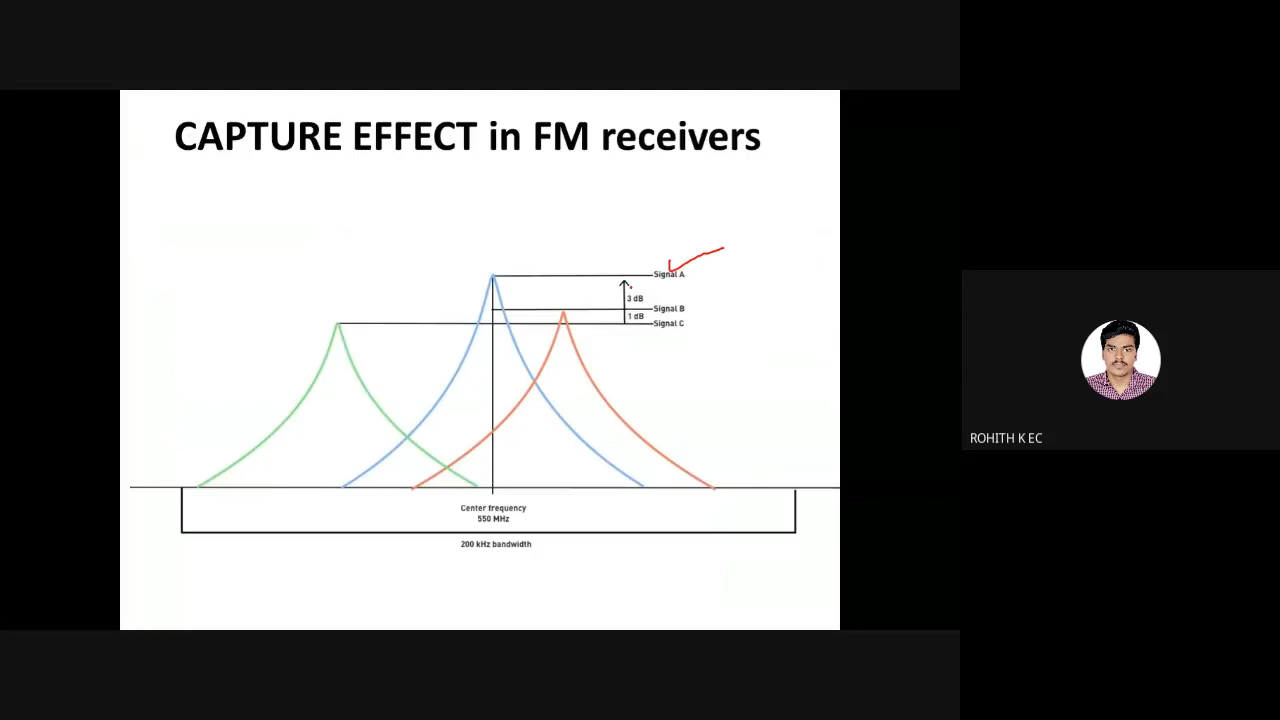 CAPTURE EFFECT in FM receivers
Signal A
3 dB
Signal B
1 dB
Signal C
Center frequency
550 MHz
200 kHz bandwidth
ROHITH K EC